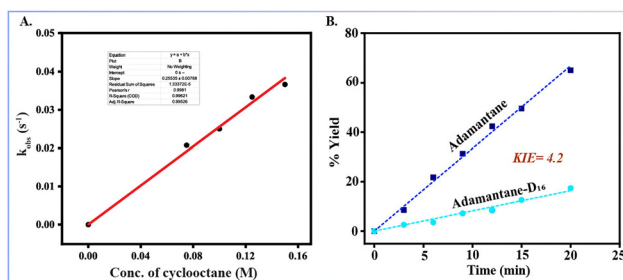 A.
B.
0.05
0.04
0.03
0.02
0.01
0.00
k_obs (s⁻¹)
Equation y = a + b*x
Plot B
Weight No Weighting
Intercept 0 ± --
Slope 0.25535 ± 0.00788
Residual Sum of Squares
Pearson's r 0.9981
R-Square (COD) 0.99621
Adj. R-Square 0.99526
0.00 0.04 0.08 0.12 0.16
Conc. of cyclooctane (M)
80
60
40
20
0
% Yield
Adamantane
KIE= 4.2
Adamantane-D₁₆
0 5 10 15 20 25
Time (min)